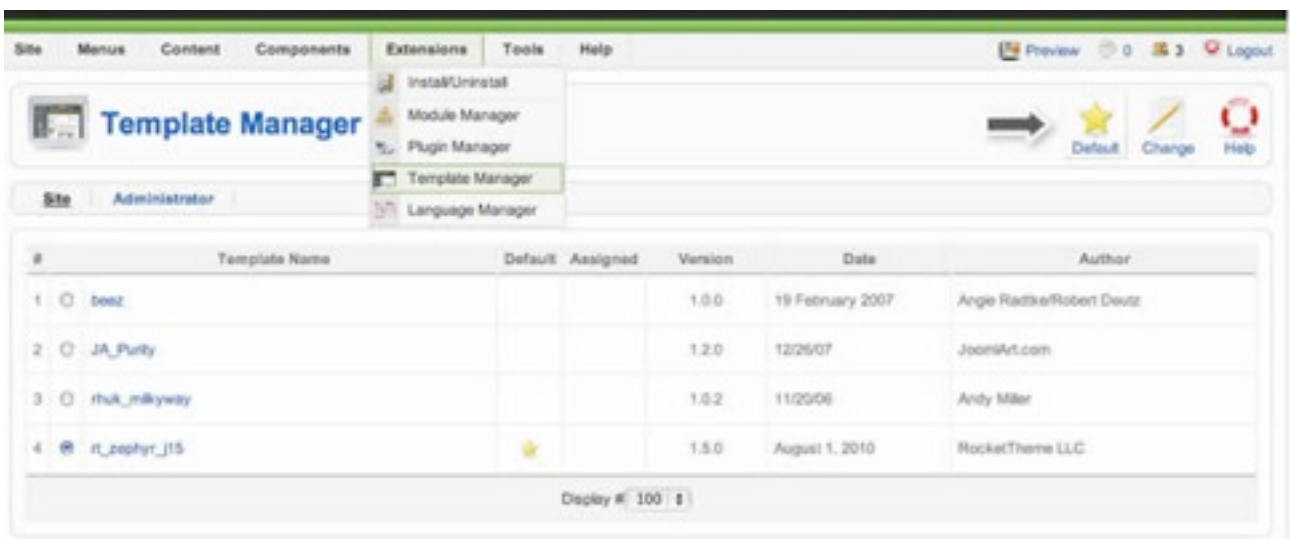 Site Menus Content Components Extensions Tools Help Preview 0 3 Logout
Install/Uninstall
Module Manager
Plugin Manager
Template Manager
Language Manager
Template Manager
Default Change Help
Site Administrator
# Template Name Default Assigned Version Date Author
1 beez 1.0.0 19 February 2007 Angie Radtke/Robert Deutz
2 JA_Purity 1.2.0 12/26/07 JoomlArt.com
3 rhuk_milkyway 1.0.2 11/20/06 Andy Miller
4 rt_zephyr_j15 1.5.0 August 1, 2010 RocketTheme LLC
Display # 100